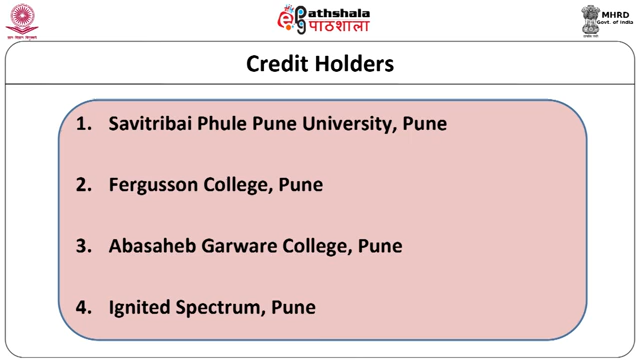 ePathshala
पाठशाला
MHRD
Govt. of India
Credit Holders
1. Savitribai Phule Pune University, Pune
2. Fergusson College, Pune
3. Abasaheb Garware College, Pune
4. Ignited Spectrum, Pune